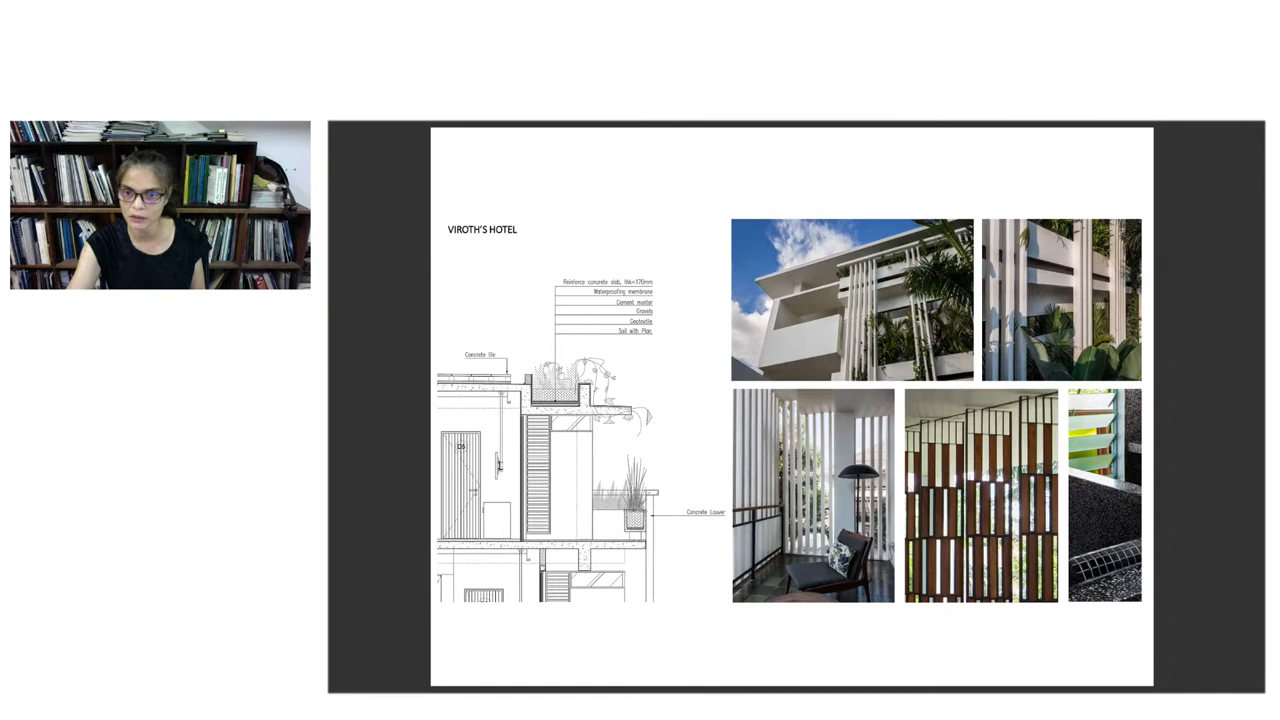 VIROTH'S HOTEL
Reinforce concrete slab, thk=170mm
Waterproofing membrane
Cement mortar
Gravels
Geotextile
Soil with Plan
Concrete tile
D5
Concrete Louver